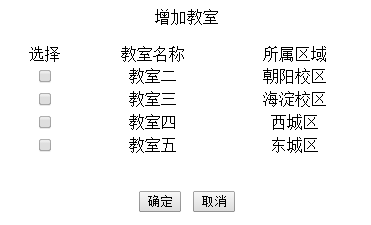 增加教室
选择 教室名称 所属区域
教室二 朝阳校区
教室三 海淀校区
教室四 西城区
教室五 东城区
确定 取消